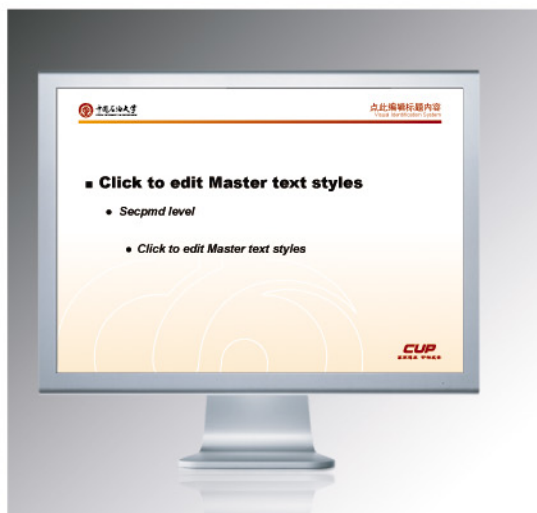 中国石油大学
点此编辑标题内容
Visual Identification System
■ Click to edit Master text styles
● Secpmd level
● Click to edit Master text styles
CUP